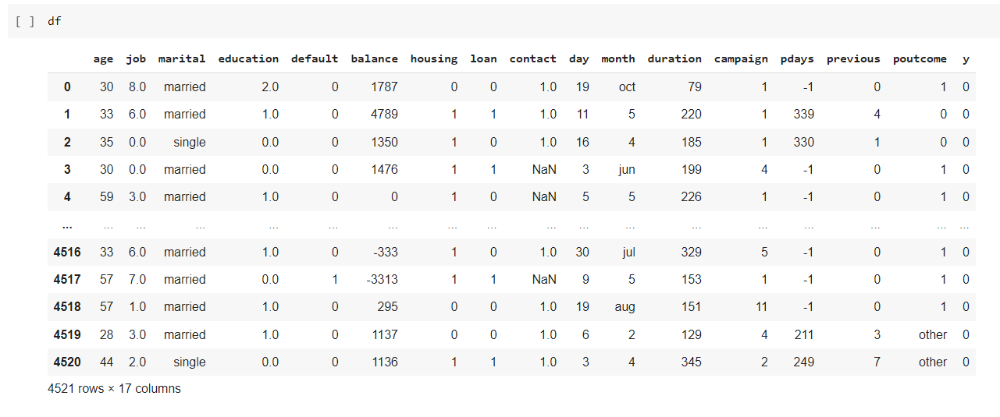 [ ] df
age job marital education default balance housing loan contact day month duration campaign pdays previous poutcome y
0 30 8.0 married 2.0 0 1787 0 0 1.0 19 oct 79 1 -1 0 1 0
1 33 6.0 married 1.0 0 4789 1 1 1.0 11 5 220 1 339 4 0 0
2 35 0.0 single 0.0 0 1350 1 0 1.0 16 4 185 1 330 1 0 0
3 30 0.0 married 0.0 0 1476 1 1 NaN 3 jun 199 4 -1 0 1 0
4 59 3.0 married 1.0 0 0 1 0 NaN 5 5 226 1 -1 0 1 0
... ... ... ... ... ... ... ... ... ... ... ... ... ... ... ... ... ...
4516 33 6.0 married 1.0 0 -333 1 0 1.0 30 jul 329 5 -1 0 1 0
4517 57 7.0 married 0.0 1 -3313 1 1 NaN 9 5 153 1 -1 0 1 0
4518 57 1.0 married 1.0 0 295 0 0 1.0 19 aug 151 11 -1 0 1 0
4519 28 3.0 married 1.0 0 1137 0 0 1.0 6 2 129 4 211 3 other 0
4520 44 2.0 single 0.0 0 1136 1 1 1.0 3 4 345 2 249 7 other 0
4521 rows × 17 columns